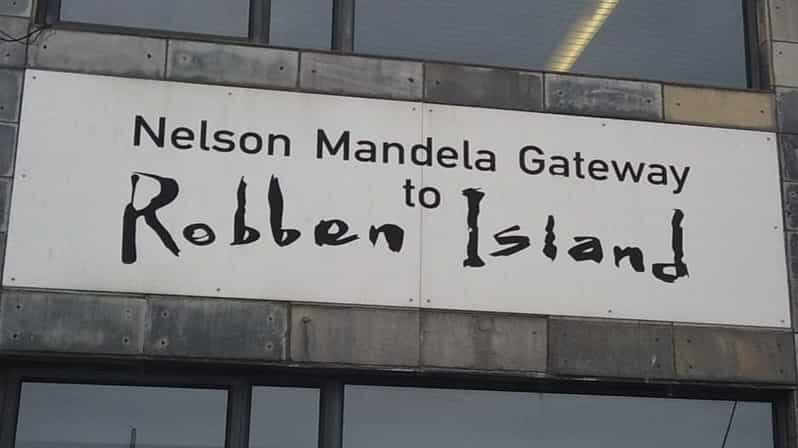 Nelson Mandela Gateway
to
Robben Island